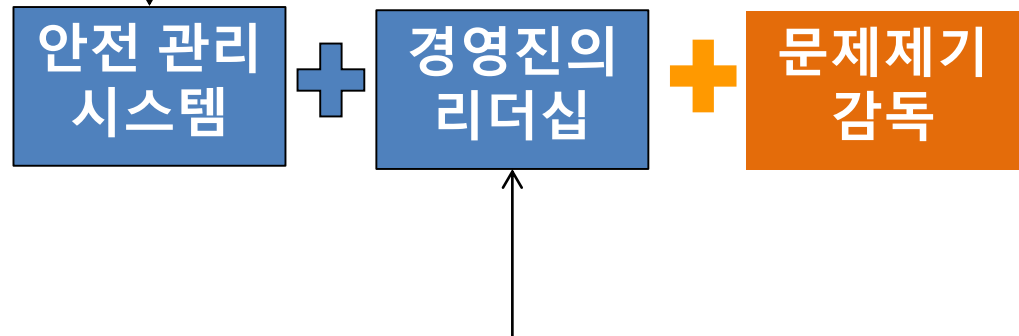 안전 관리
시스템
경영진의
리더십
문제제기
감독